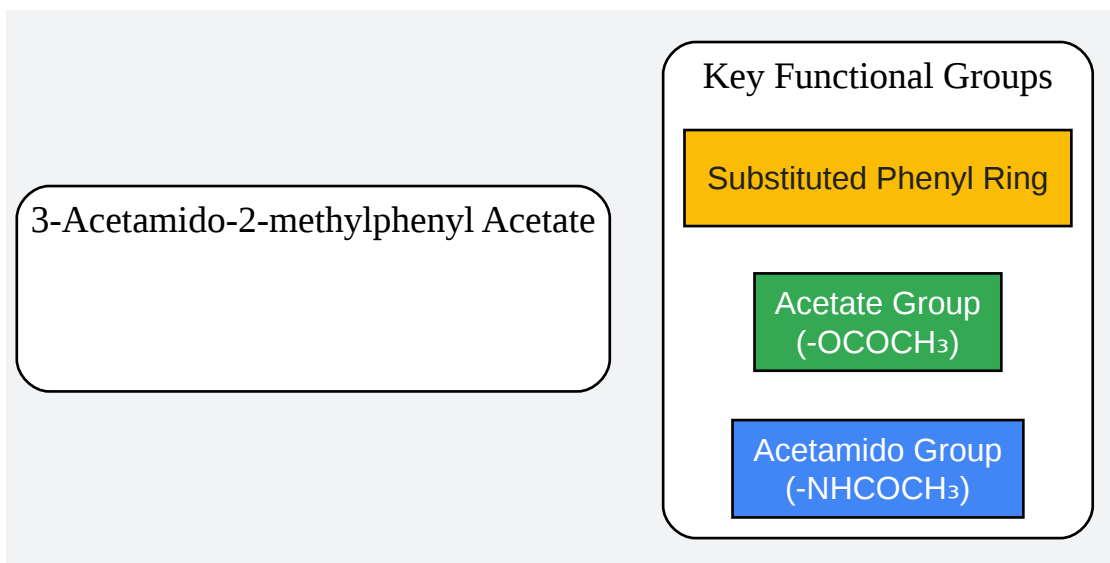 3-Acetamido-2-methylphenyl Acetate
Key Functional Groups
Substituted Phenyl Ring
Acetate Group
(-OCOCH₃)
Acetamido Group
(-NHCOCH₃)